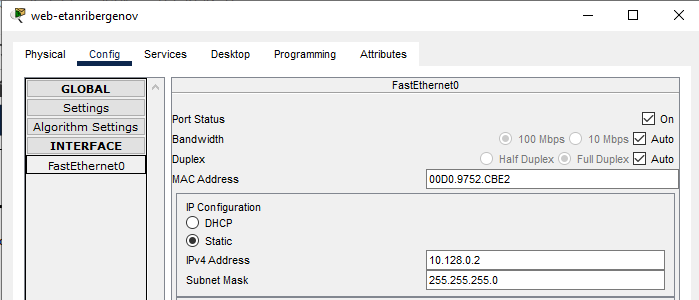 web-etanribergenov
Physical Config Services Desktop Programming Attributes
GLOBAL
Settings
Algorithm Settings
INTERFACE
FastEthernet0
FastEthernet0
Port Status On
Bandwidth 100 Mbps 10 Mbps Auto
Duplex Half Duplex Full Duplex Auto
MAC Address 00D0.9752.CBE2
IP Configuration
DHCP
Static
IPv4 Address 10.128.0.2
Subnet Mask 255.255.255.0